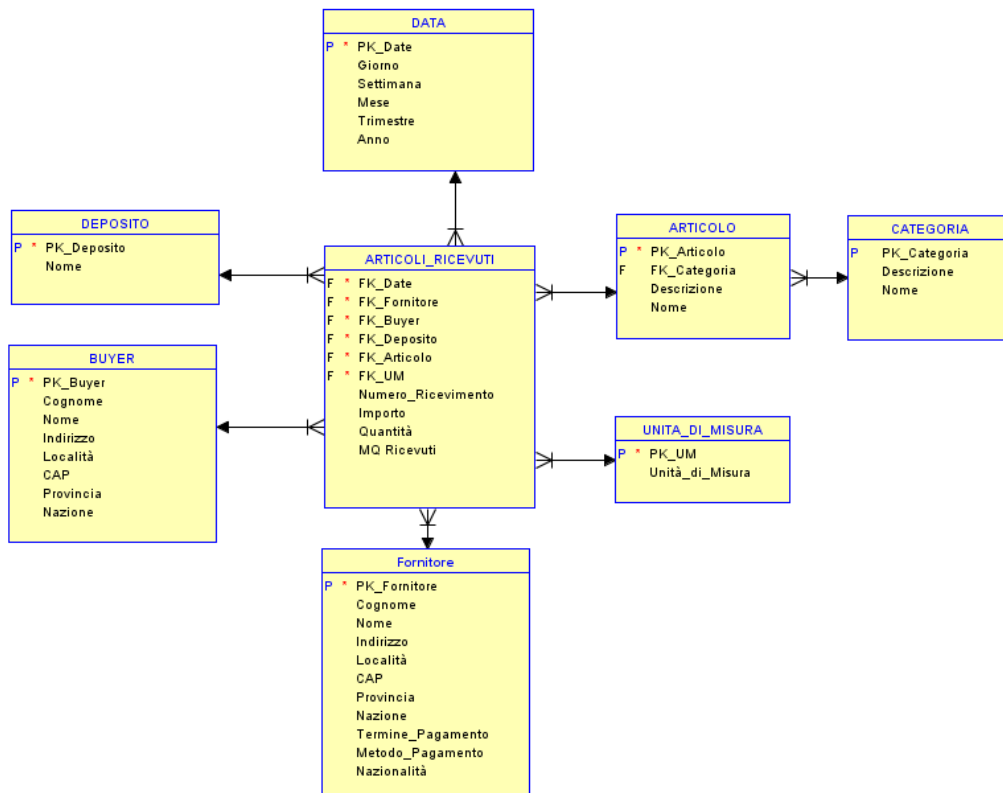 DATA
P * PK_Date
Giorno
Settimana
Mese
Trimestre
Anno
DEPOSITO
P * PK_Deposito
Nome
ARTICOLI_RICEVUTI
F * FK_Date
F * FK_Fornitore
F * FK_Buyer
F * FK_Deposito
F * FK_Articolo
F * FK_UM
Numero_Ricevimento
Importo
Quantità
MQ Ricevuti
ARTICOLO
P * PK_Articolo
F FK_Categoria
Descrizione
Nome
CATEGORIA
P PK_Categoria
Descrizione
Nome
BUYER
P * PK_Buyer
Cognome
Nome
Indirizzo
Località
CAP
Provincia
Nazione
UNITA_DI_MISURA
P * PK_UM
Unità_di_Misura
Fornitore
P * PK_Fornitore
Cognome
Nome
Indirizzo
Località
CAP
Provincia
Nazione
Termine_Pagamento
Metodo_Pagamento
Nazionalità